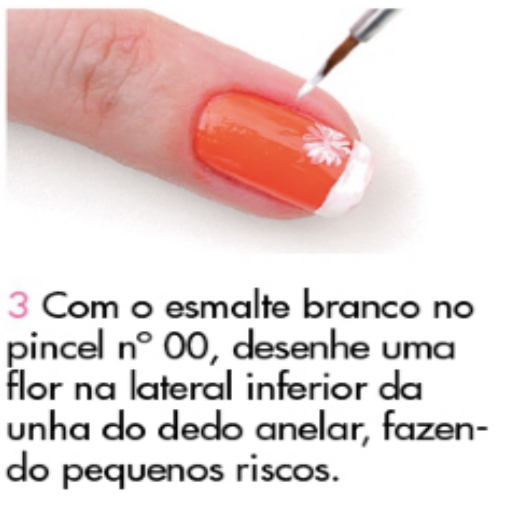 3 Com o esmalte branco no
pincel nº 00, desenhe uma
flor na lateral inferior da
unha do dedo anelar, fazen-
do pequenos riscos.